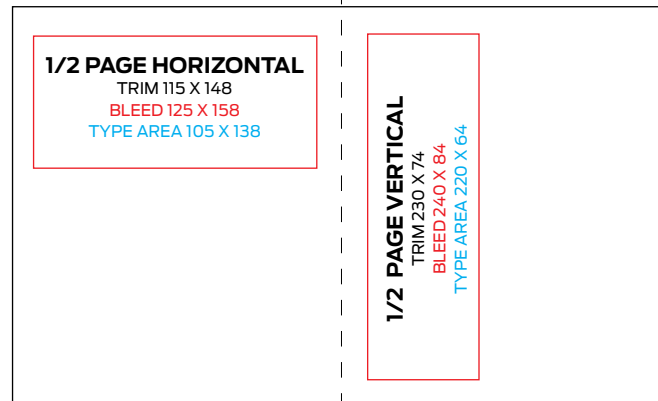 1/2 PAGE HORIZONTAL
TRIM 115 X 148
BLEED 125 X 158
TYPE AREA 105 X 138
1/2 PAGE VERTICAL
TRIM 230 X 74
BLEED 240 X 84
TYPE AREA 220 X 64